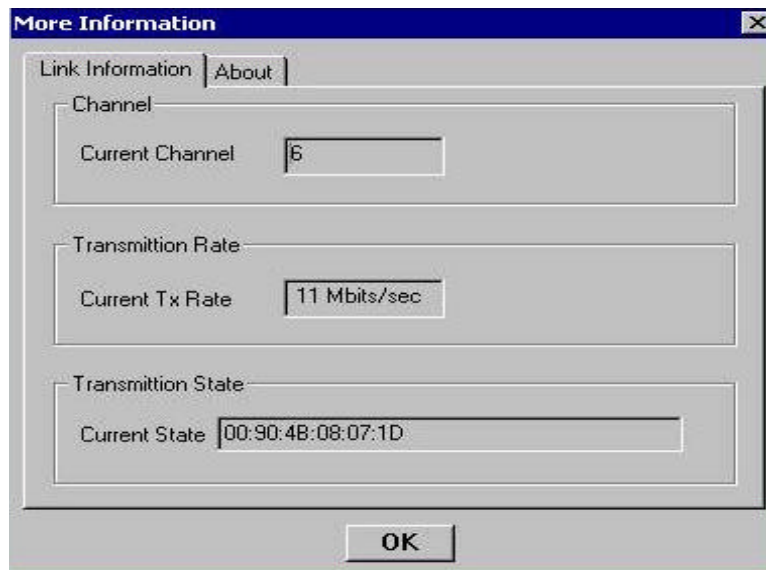 More Information
Link Information About
Channel
Current Channel 6
Transmittion Rate
Current Tx Rate 11 Mbits/sec
Transmittion State
Current State 00:90:4B:08:07:1D
OK